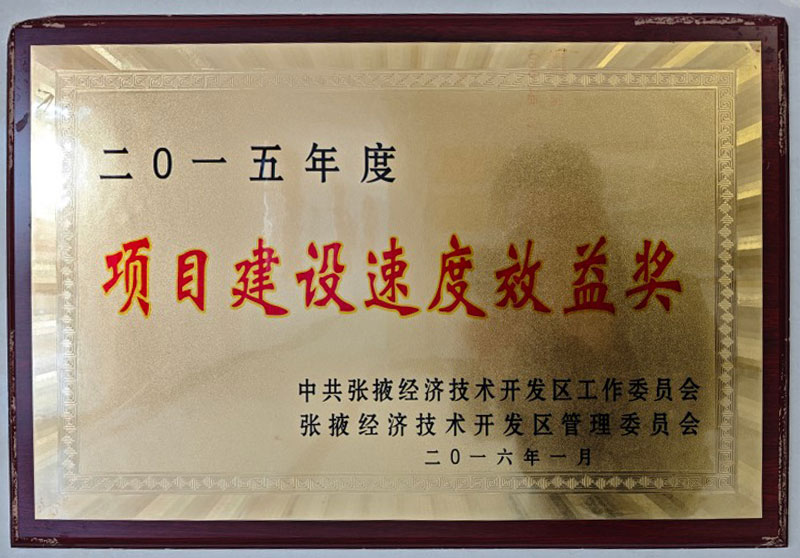 二0一五年度
项目建设速度效益奖
中共张掖经济技术开发区工作委员会
张掖经济技术开发区管理委员会
二0一六年一月